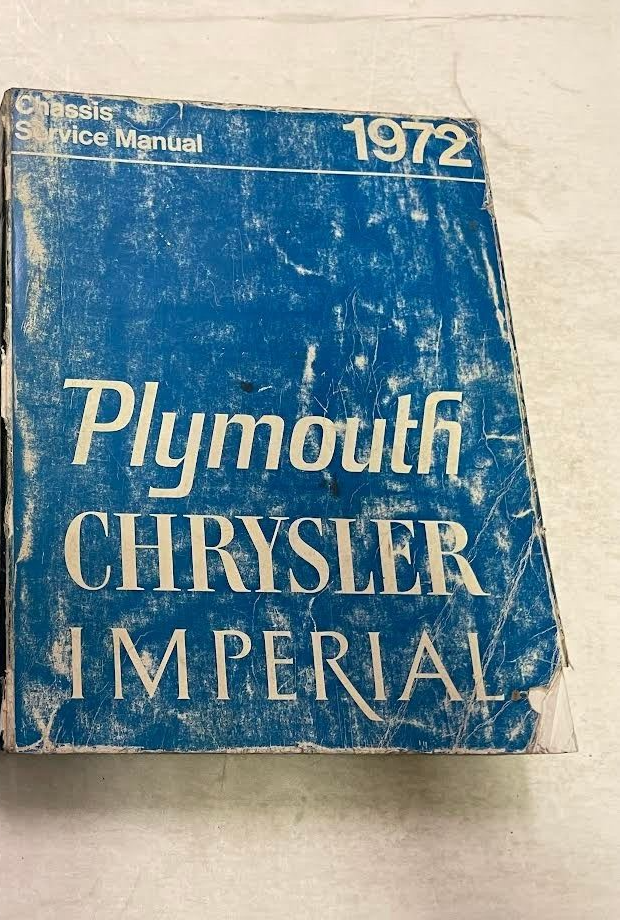 Chassis
Service Manual
1972
Plymouth
CHRYSLER
IMPERIAL